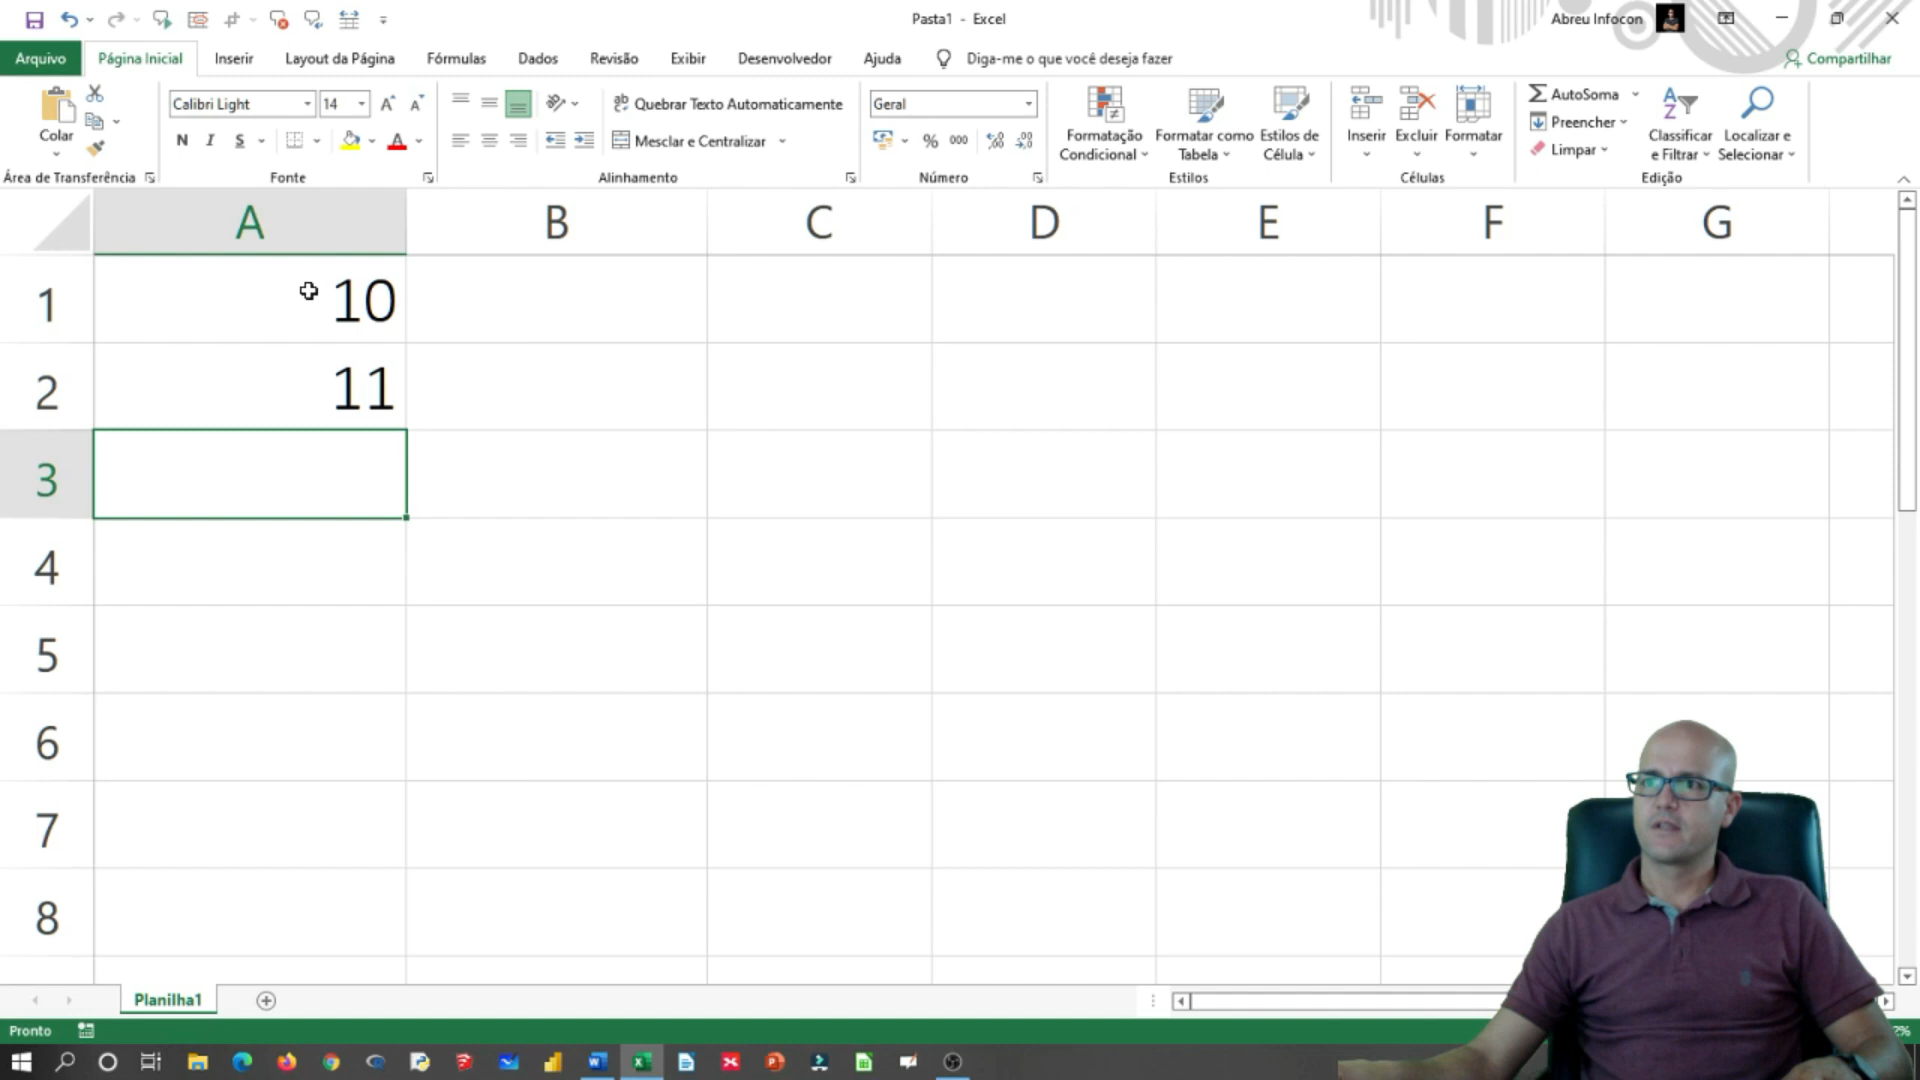 Pasta1 - Excel
Abreu Infocon
Arquivo
Página Inicial
Inserir
Layout da Página
Fórmulas
Dados
Revisão
Exibir
Desenvolvedor
Ajuda
Diga-me o que você deseja fazer
Compartilhar
Colar
Área de Transferência
Calibri Light
14
N I S
Fonte
Quebrar Texto Automaticamente
Mesclar e Centralizar
Alinhamento
Geral
% 000
Número
Formatação Condicional
Formatar como Tabela
Estilos de Célula
Estilos
Inserir
Excluir
Formatar
Células
AutoSoma
Preencher
Limpar
Classificar e Filtrar
Localizar e Selecionar
Edição
A B C D E F G
1 10
2 11
3
4
5
6
7
8
Planilha1
Pronto